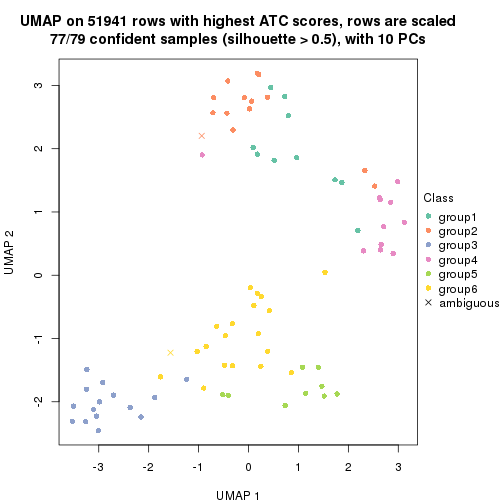 UMAP on 51941 rows with highest ATC scores, rows are scaled
77/79 confident samples (silhouette > 0.5), with 10 PCs
3
2
1
0
-1
-2
UMAP 2
-3 -2 -1 0 1 2 3
UMAP 1
Class
group1
group2
group3
group4
group5
group6
ambiguous